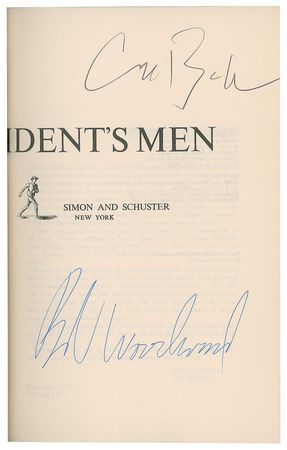 IDENT'S MEN
SIMON AND SCHUSTER
NEW YORK
Bob Woodward